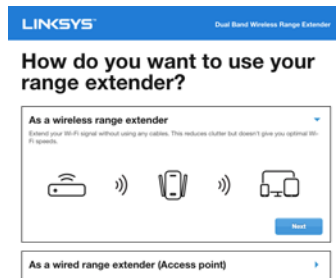 LINKSYS
Dual Band Wireless Range Extender
How do you want to use your
range extender?
As a wireless range extender
Extend your Wi-Fi signal without using any cables. This reduces clutter but doesn't give you optimal Wi-
Fi speeds.
Next
As a wired range extender (Access point)